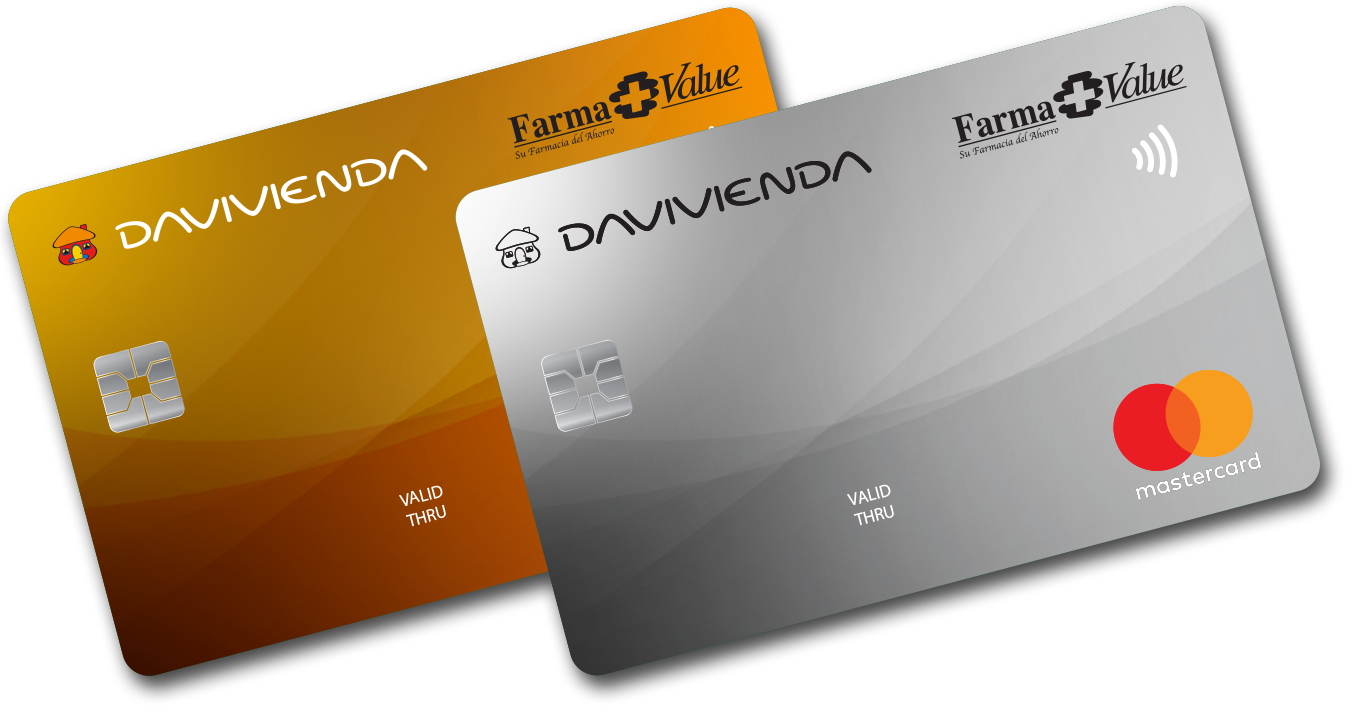 Farma Value
Su Farmacia del Ahorro
DAVIVIENDA
VALID
THRU
Farma Value
Su Farmacia del Ahorro
DAVIVIENDA
VALID
THRU
mastercard